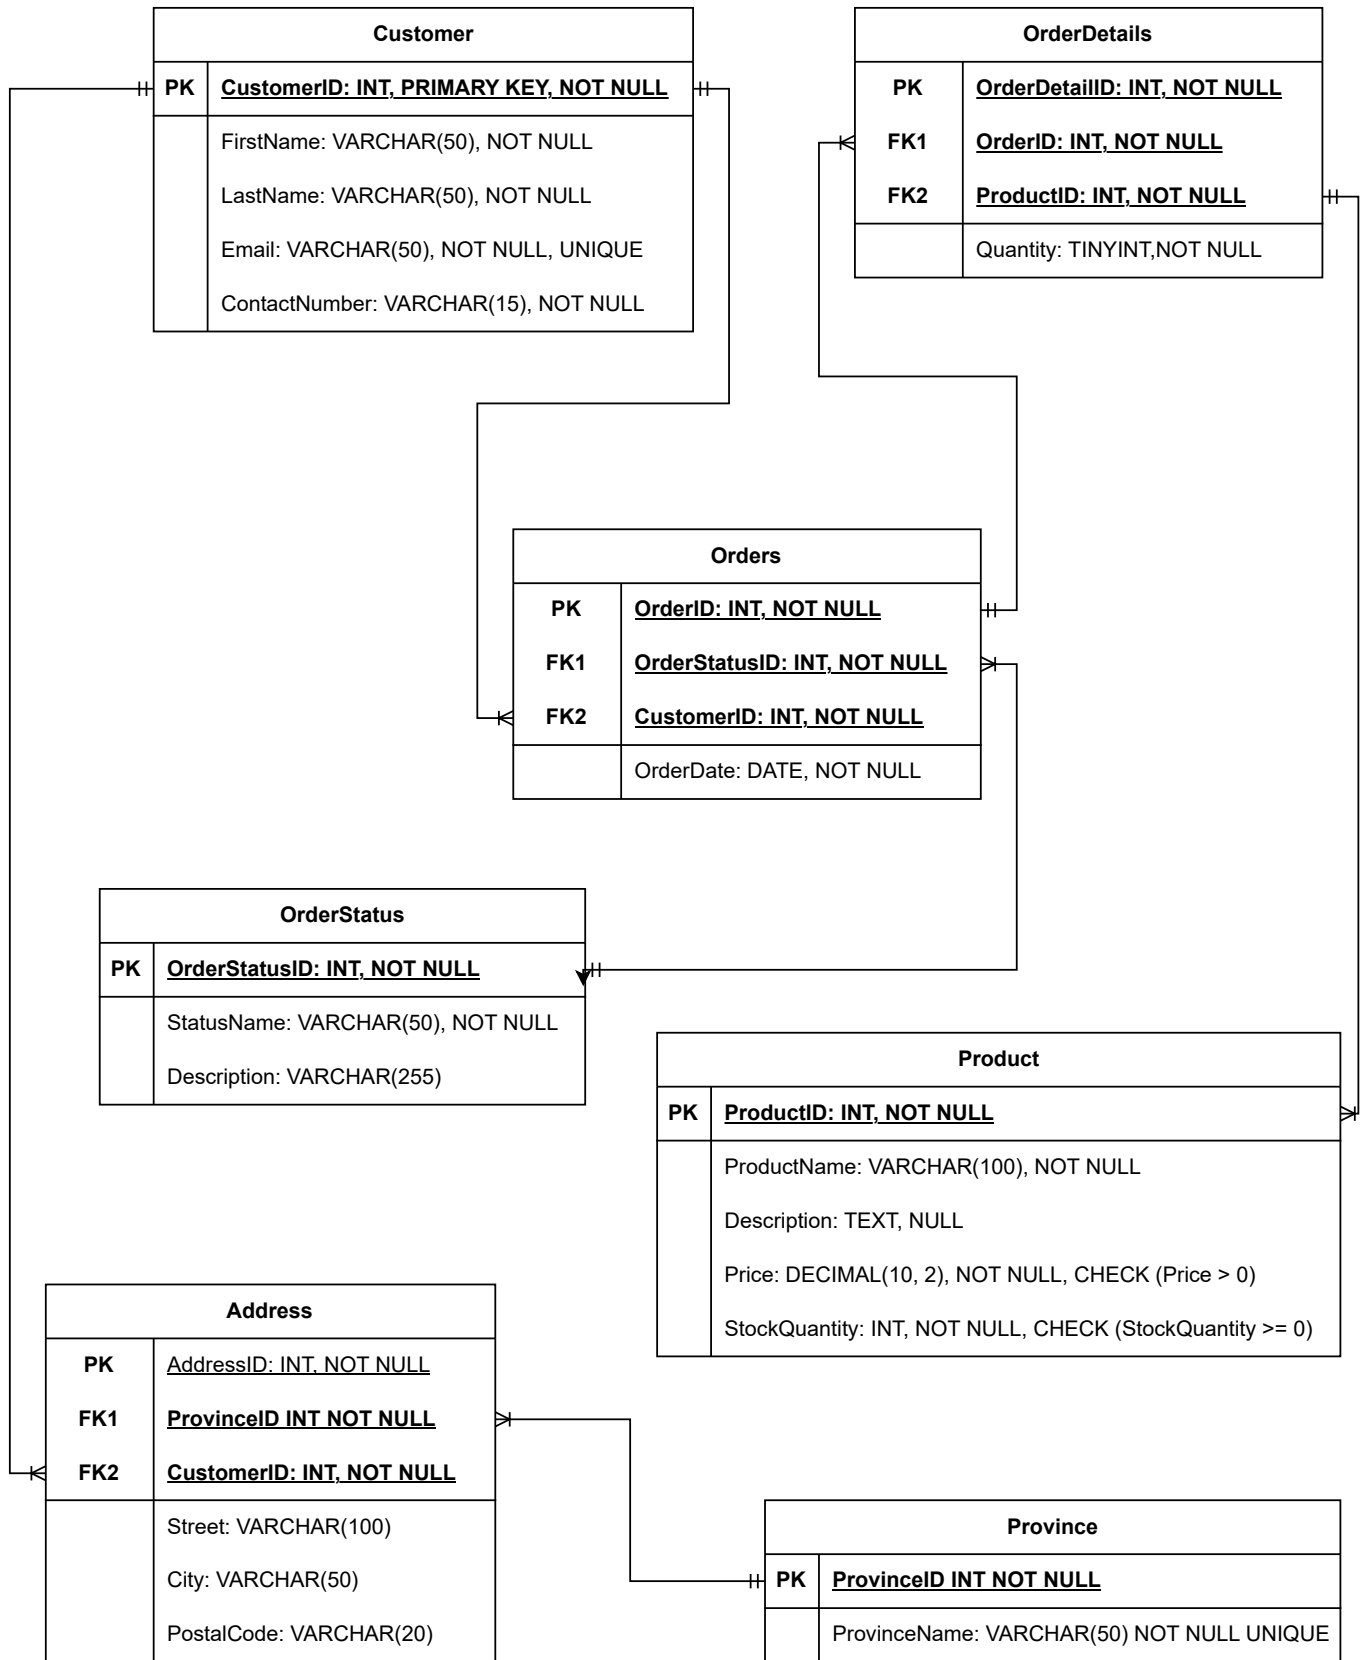 Customer
PK CustomerID: INT, PRIMARY KEY, NOT NULL
FirstName: VARCHAR(50), NOT NULL
LastName: VARCHAR(50), NOT NULL
Email: VARCHAR(50), NOT NULL, UNIQUE
ContactNumber: VARCHAR(15), NOT NULL
OrderDetails
PK OrderDetailID: INT, NOT NULL
FK1 OrderID: INT, NOT NULL
FK2 ProductID: INT, NOT NULL
Quantity: TINYINT,NOT NULL
Orders
PK OrderID: INT, NOT NULL
FK1 OrderStatusID: INT, NOT NULL
FK2 CustomerID: INT, NOT NULL
OrderDate: DATE, NOT NULL
OrderStatus
PK OrderStatusID: INT, NOT NULL
StatusName: VARCHAR(50), NOT NULL
Description: VARCHAR(255)
Product
PK ProductID: INT, NOT NULL
ProductName: VARCHAR(100), NOT NULL
Description: TEXT, NULL
Price: DECIMAL(10, 2), NOT NULL, CHECK (Price > 0)
StockQuantity: INT, NOT NULL, CHECK (StockQuantity >= 0)
Address
PK AddressID: INT, NOT NULL
FK1 ProvinceID INT NOT NULL
FK2 CustomerID: INT, NOT NULL
Street: VARCHAR(100)
City: VARCHAR(50)
PostalCode: VARCHAR(20)
Province
PK ProvinceID INT NOT NULL
ProvinceName: VARCHAR(50) NOT NULL UNIQUE